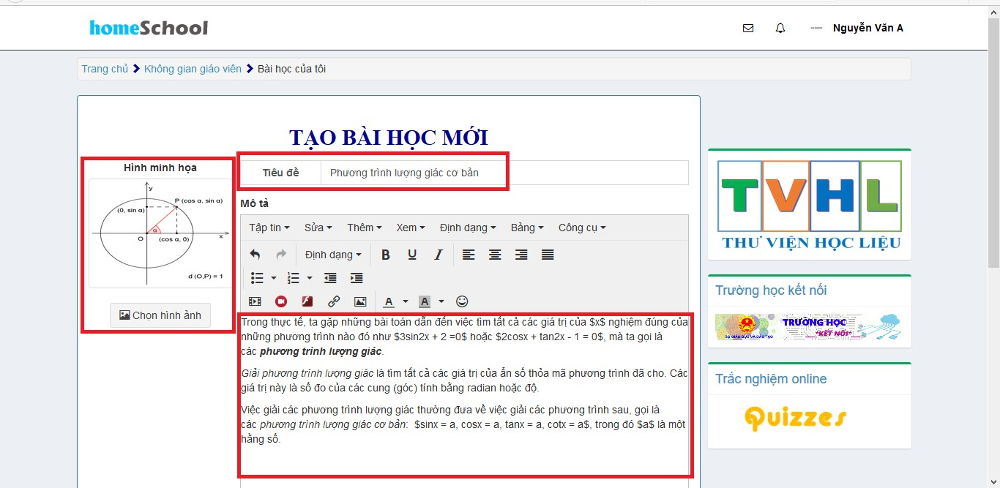 homeSchool
Nguyễn Văn A
Trang chủ Không gian giáo viên Bài học của tôi
TẠO BÀI HỌC MỚI
Hình minh họa
y
P (cos α, sin α)
(0, sin α)
α
O
(cos α, 0)
x
d (O,P) = 1
Chọn hình ảnh
Tiêu đề
Phương trình lượng giác cơ bản
Mô tả
Tập tin Sửa Thêm Xem Định dạng Bảng Công cụ
Định dạng B U I
A A
Trong thực tế, ta gặp những bài toán dẫn đến việc tìm tất cả các giá trị của $x$ nghiệm đúng của
những phương trình nào đó như $3sin2x + 2 =0$ hoặc $2cosx + tan2x - 1 = 0$, mà ta gọi là
các phương trình lượng giác.
Giải phương trình lượng giác là tìm tất cả các giá trị của ẩn số thỏa mã phương trình đã cho. Các
giá trị này là số đo của các cung (góc) tính bằng radian hoặc độ.
Việc giải các phương trình lượng giác thường đưa về việc giải các phương trình sau, gọi là
các phương trình lượng giác cơ bản: $sinx = a, cosx = a, tanx = a, cotx = a$, trong đó $a$ là một
hằng số.
TVHL
THƯ VIỆN HỌC LIỆU
Trường học kết nối
BỘ GIÁO DỤC VÀ ĐÀO TẠO
TRƯỜNG HỌC
"KẾT NỐI"
Trắc nghiệm online
Quizzes